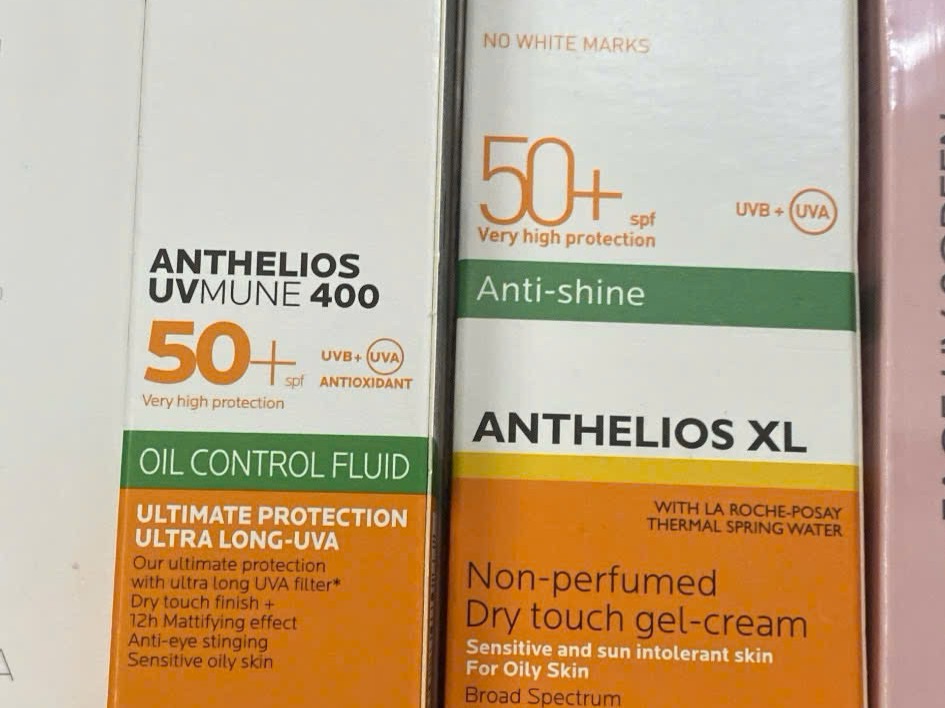 ANTHELIOS
UVMUNE 400
50+ spf
UVB + UVA
ANTIOXIDANT
Very high protection
OIL CONTROL FLUID
ULTIMATE PROTECTION
ULTRA LONG-UVA
Our ultimate protection
with ultra long UVA filter*
Dry touch finish +
12h Mattifying effect
Anti-eye stinging
Sensitive oily skin
NO WHITE MARKS
50+ spf
UVB + UVA
Very high protection
Anti-shine
ANTHELIOS XL
WITH LA ROCHE-POSAY
THERMAL SPRING WATER
Non-perfumed
Dry touch gel-cream
Sensitive and sun intolerant skin
For Oily Skin
Broad Spectrum